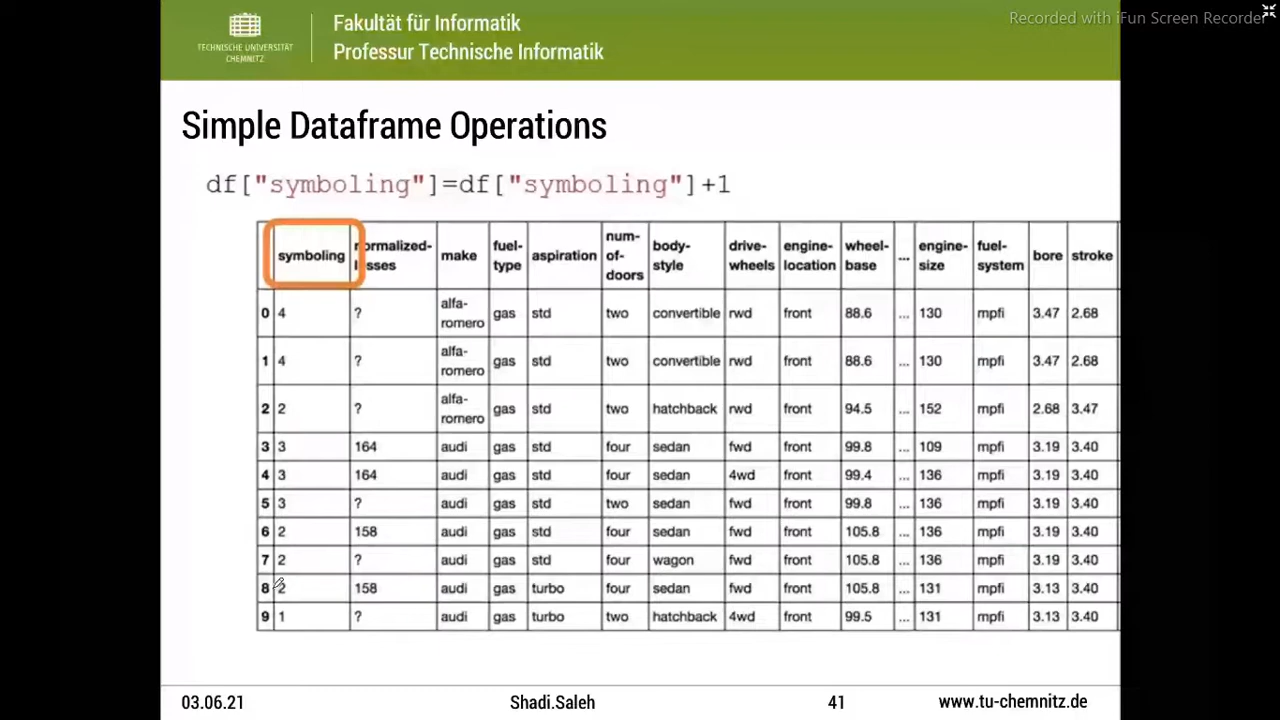 Recorded with iFun Screen Recorder
TECHNISCHE UNIVERSITÄT
CHEMNITZ
Fakultät für Informatik
Professur Technische Informatik
Simple Dataframe Operations
df["symboling"]=df["symboling"]+1
symboling normalized-losses make fuel-type aspiration num-of-doors body-style drive-wheels engine-location wheel-base ... engine-size fuel-system bore stroke
0 4 ? alfa-romero gas std two convertible rwd front 88.6 ... 130 mpfi 3.47 2.68
1 4 ? alfa-romero gas std two convertible rwd front 88.6 ... 130 mpfi 3.47 2.68
2 2 ? alfa-romero gas std two hatchback rwd front 94.5 ... 152 mpfi 2.68 3.47
3 3 164 audi gas std four sedan fwd front 99.8 ... 109 mpfi 3.19 3.40
4 3 164 audi gas std four sedan 4wd front 99.4 ... 136 mpfi 3.19 3.40
5 3 ? audi gas std two sedan fwd front 99.8 ... 136 mpfi 3.19 3.40
6 2 158 audi gas std four sedan fwd front 105.8 ... 136 mpfi 3.19 3.40
7 2 ? audi gas std four wagon fwd front 105.8 ... 136 mpfi 3.19 3.40
8 2 158 audi gas turbo four sedan fwd front 105.8 ... 131 mpfi 3.13 3.40
9 1 ? audi gas turbo two hatchback 4wd front 99.5 ... 131 mpfi 3.13 3.40
03.06.21 Shadi.Saleh 41 www.tu-chemnitz.de